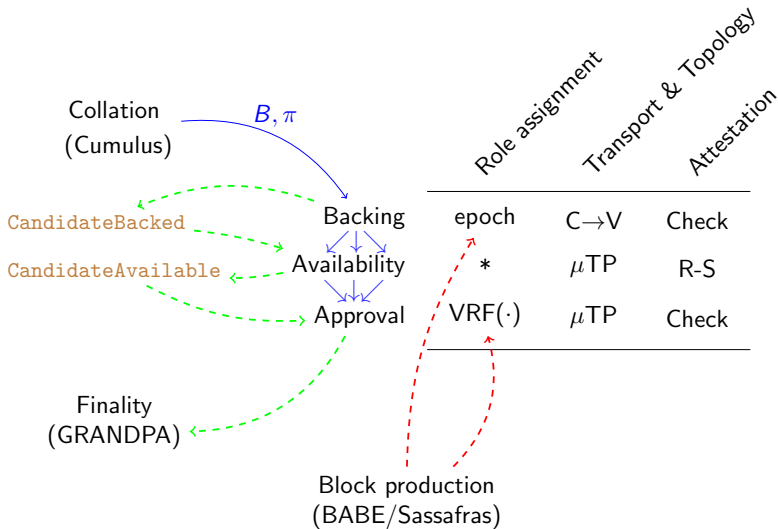 Role assignment
Transport & Topology
Attestation
Collation
(Cumulus)
B, π
Backing epoch C→V Check
CandidateBacked
Availability * μTP R-S
CandidateAvailable
Approval VRF(·) μTP Check
Finality
(GRANDPA)
Block production
(BABE/Sassafras)